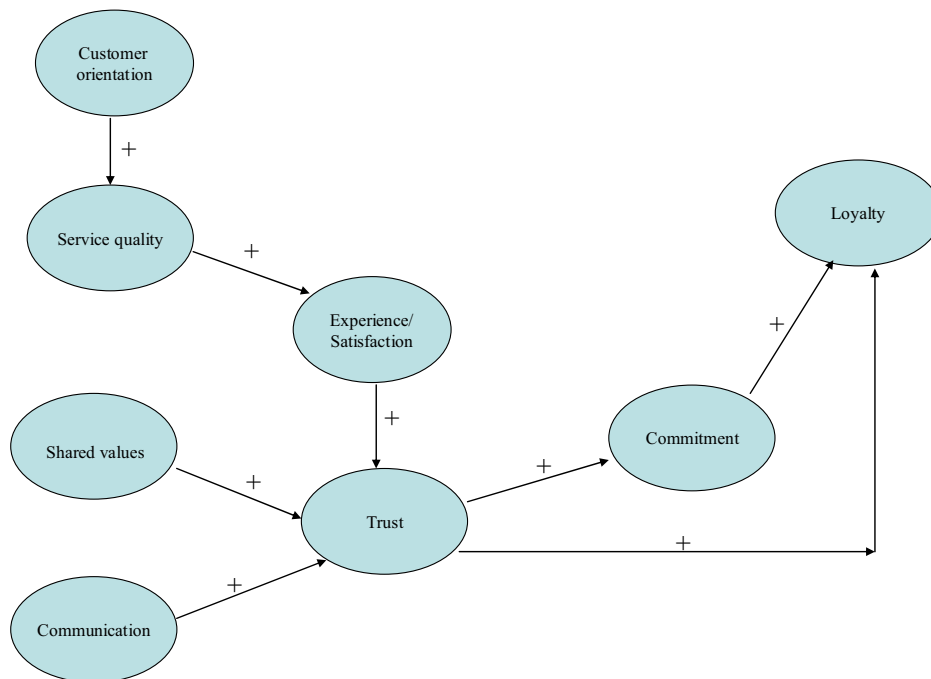 Customer
orientation
+
Service quality
+
Loyalty
Experience/
Satisfaction
+
+
Shared values
Commitment
+
+
Trust
+
+
Communication